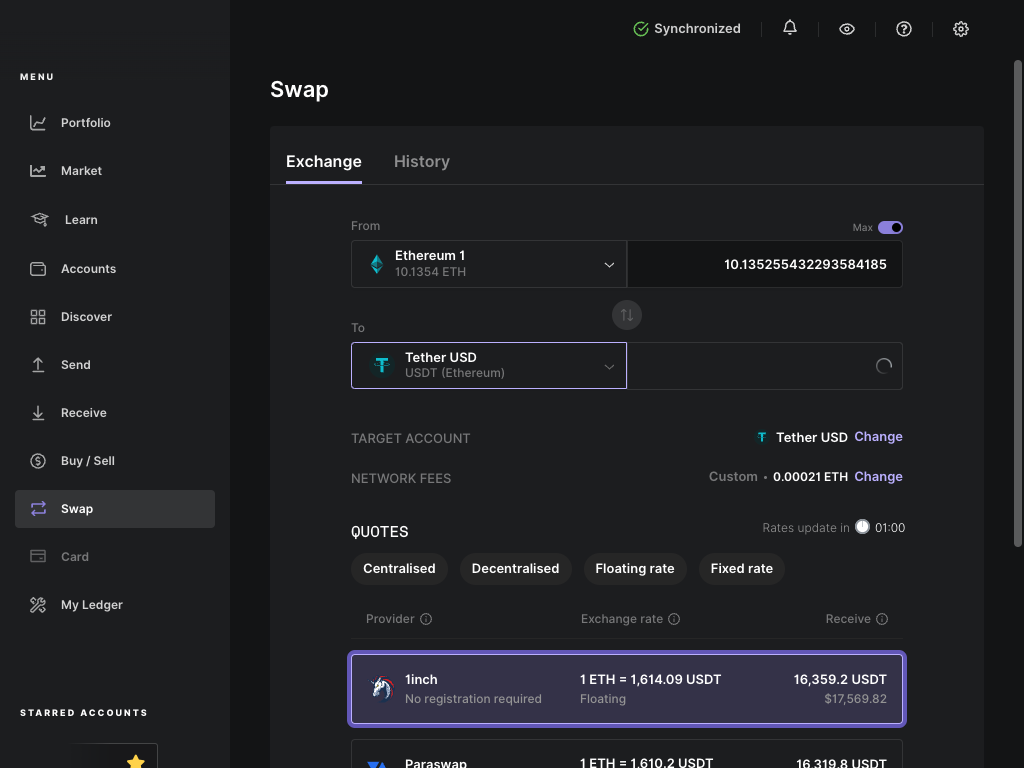 Synchronized
MENU
Portfolio
Market
Learn
Accounts
Discover
Send
Receive
Buy / Sell
Swap
Card
My Ledger
STARRED ACCOUNTS
Swap
Exchange
History
From
Max
Ethereum 1
10.1354 ETH
10.135255432293584185
To
Tether USD
USDT (Ethereum)
TARGET ACCOUNT
Tether USD Change
NETWORK FEES
Custom • 0.00021 ETH Change
QUOTES
Rates update in 01:00
Centralised
Decentralised
Floating rate
Fixed rate
Provider
Exchange rate
Receive
1inch
No registration required
1 ETH = 1,614.09 USDT
Floating
16,359.2 USDT
$17,569.82
Paraswap
1 ETH = 1,610.2 USDT
16,319.8 USDT